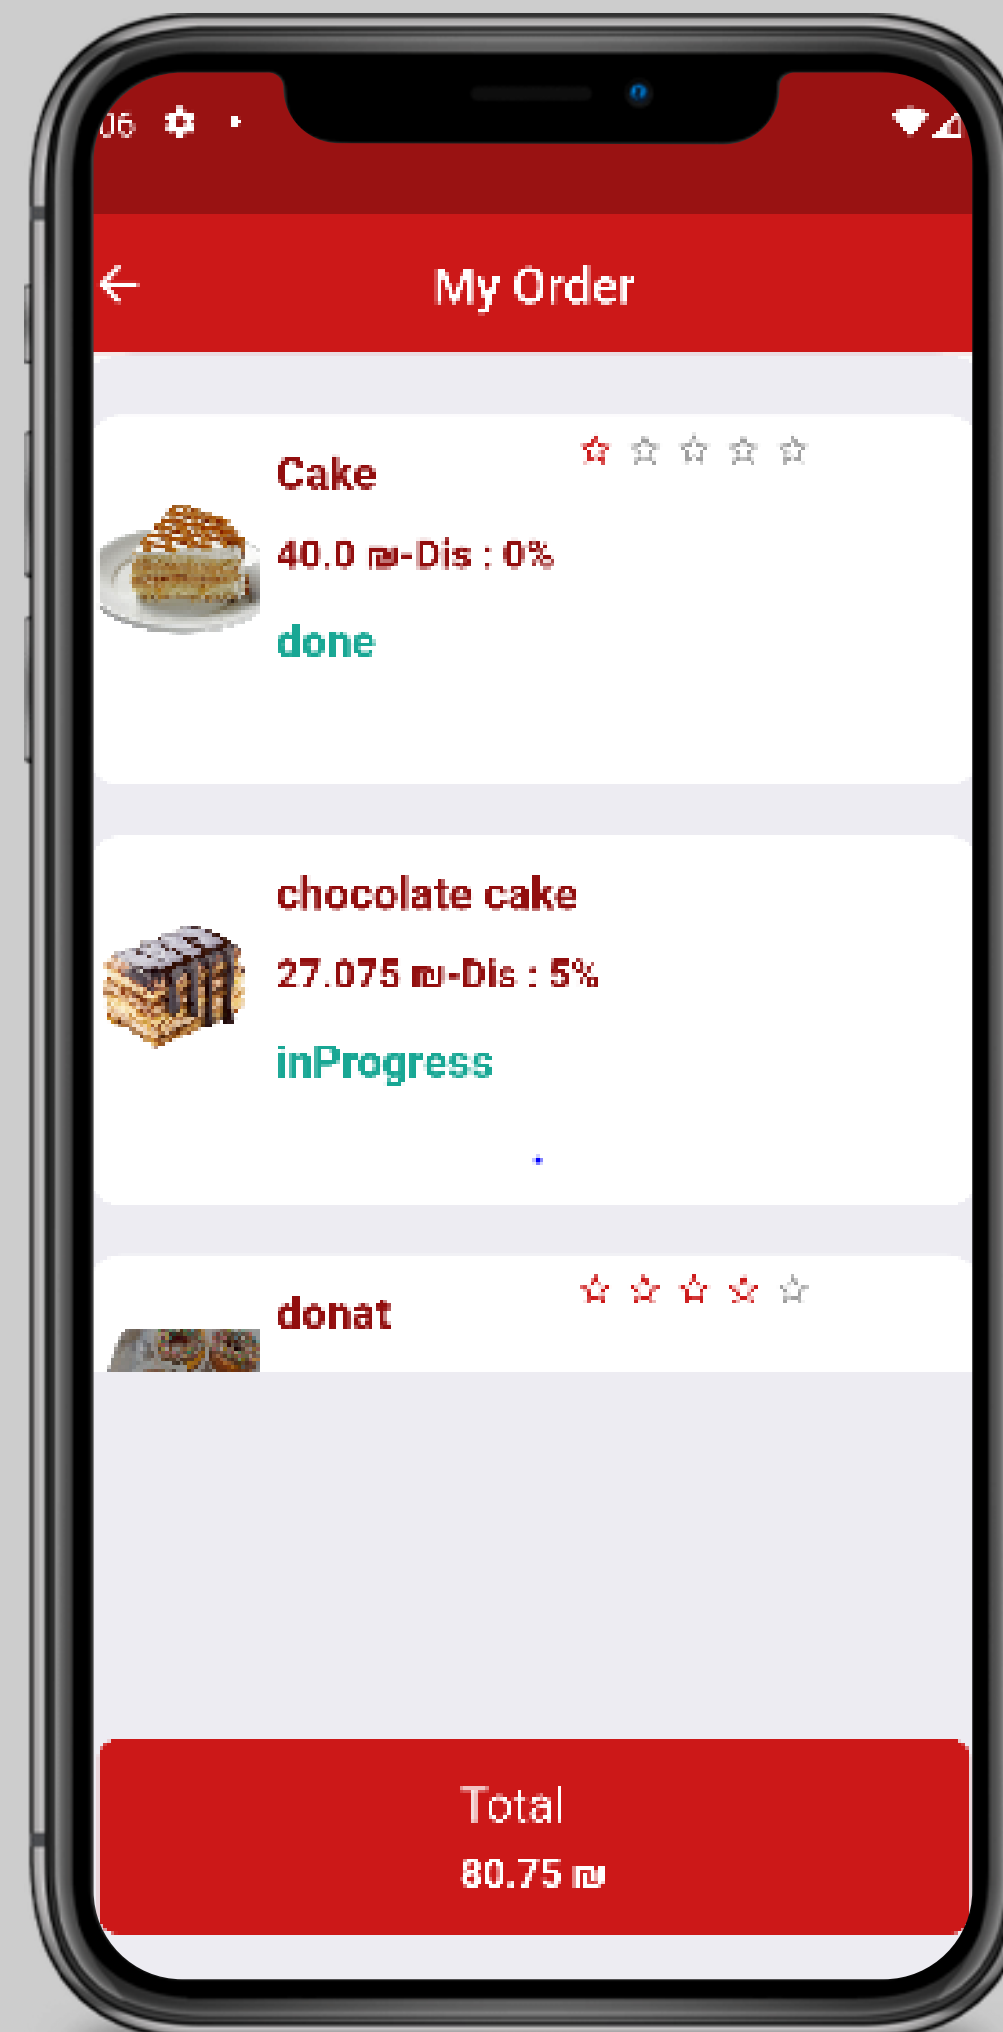 06
My Order
Cake
40.0 ₪-Dis : 0%
done
chocolate cake
27.075 ₪-Dis : 5%
inProgress
donat
Total
80.75 ₪